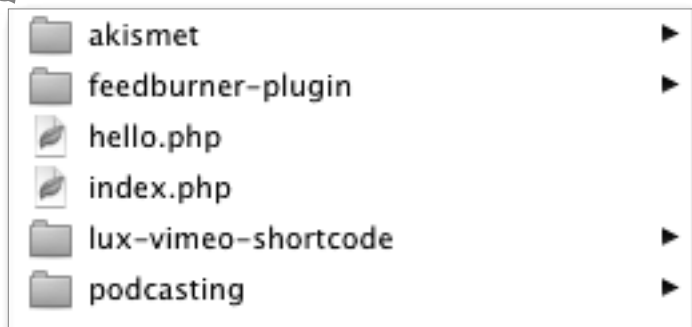 akismet
feedburner-plugin
hello.php
index.php
lux-vimeo-shortcode
podcasting